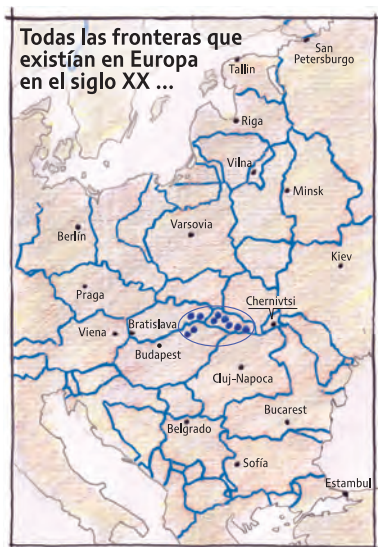 Todas las fronteras que
existían en Europa
en el siglo XX ...
San
Petersburgo
Tallin
Riga
Vilna
Minsk
Varsovia
Berlín
Kiev
Praga
Chernivtsi
Viena
Bratislava
Budapest
Cluj-Napoca
Bucarest
Belgrado
Sofía
Estambul